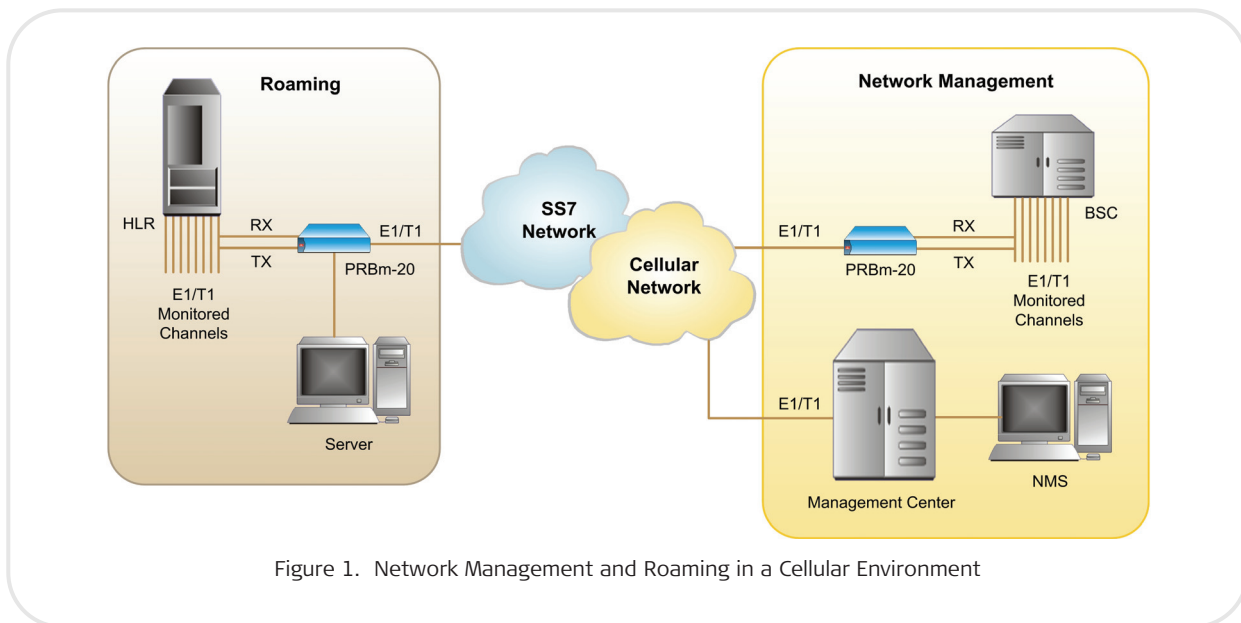 Roaming
HLR
RX
TX
E1/T1
PRBm-20
E1/T1
Monitored
Channels
Server
SS7
Network
Cellular
Network
Network Management
E1/T1
RX
TX
PRBm-20
BSC
E1/T1
Monitored
Channels
E1/T1
Management Center
NMS
Figure 1. Network Management and Roaming in a Cellular Environment